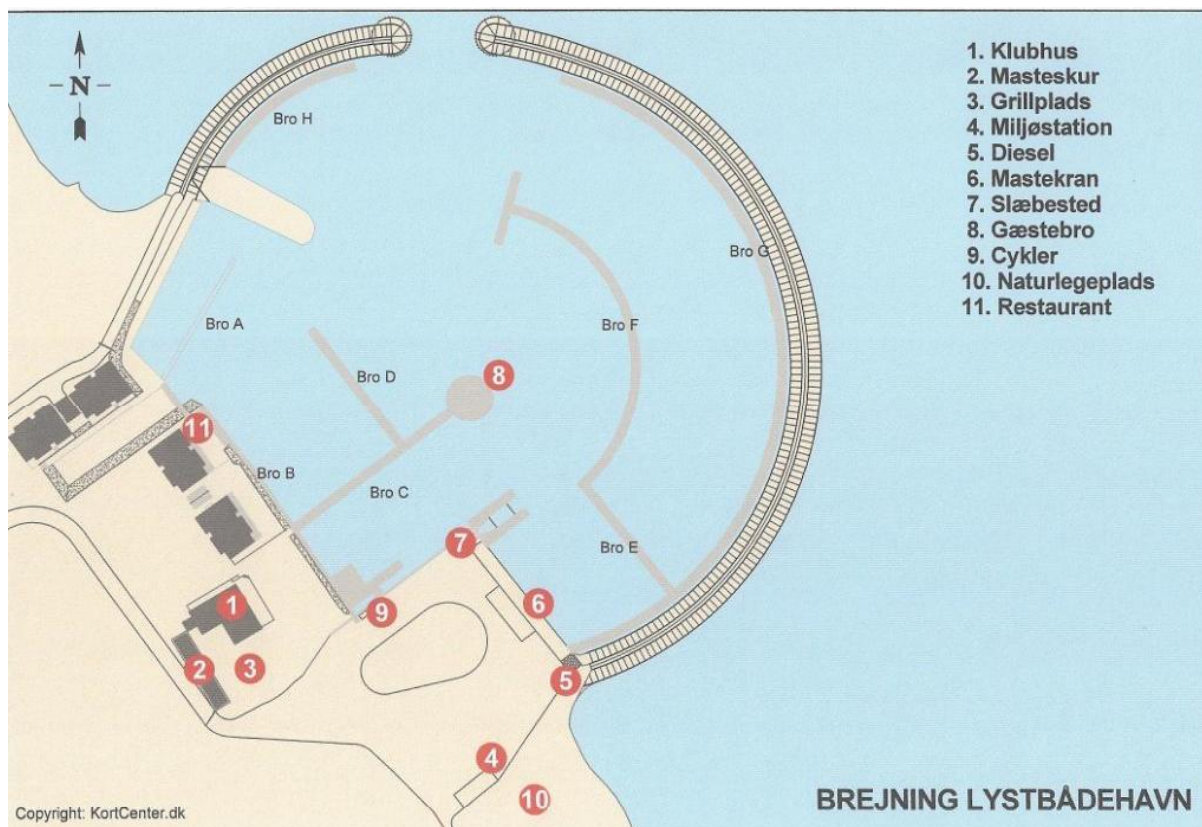 N
1. Klubhus
2. Masteskur
3. Grillplads
4. Miljøstation
5. Diesel
6. Mastekran
7. Slæbested
8. Gæstebro
9. Cykler
10. Naturlegeplads
11. Restaurant
Bro H
Bro G
Bro A
Bro F
Bro D
8
11
Bro B
Bro C
7
Bro E
1
6
9
2
3
5
4
10
Copyright: KortCenter.dk
BREJNING LYSTBÅDEHAVN